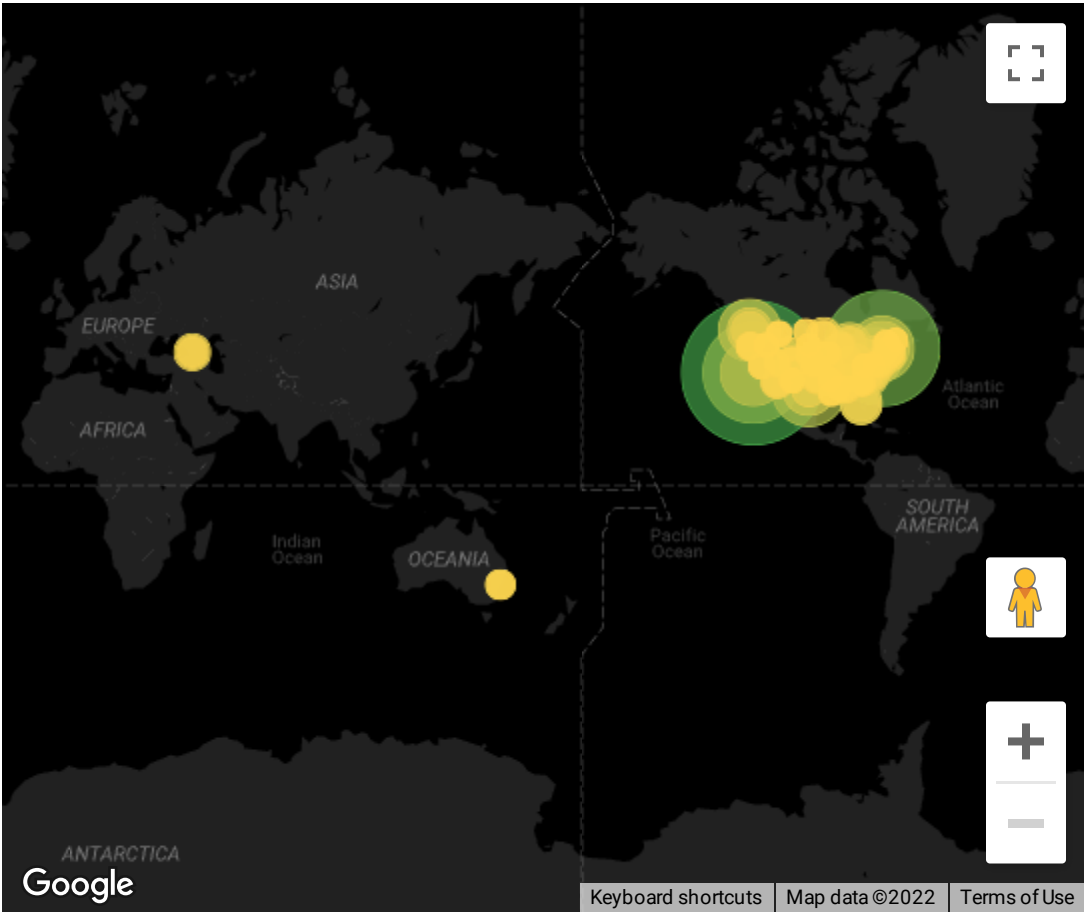 ASIA
EUROPE
AFRICA
Atlantic
Ocean
SOUTH
AMERICA
Indian
Ocean
OCEANIA
Pacific
Ocean
ANTARCTICA
Google
Keyboard shortcuts
Map data ©2022
Terms of Use